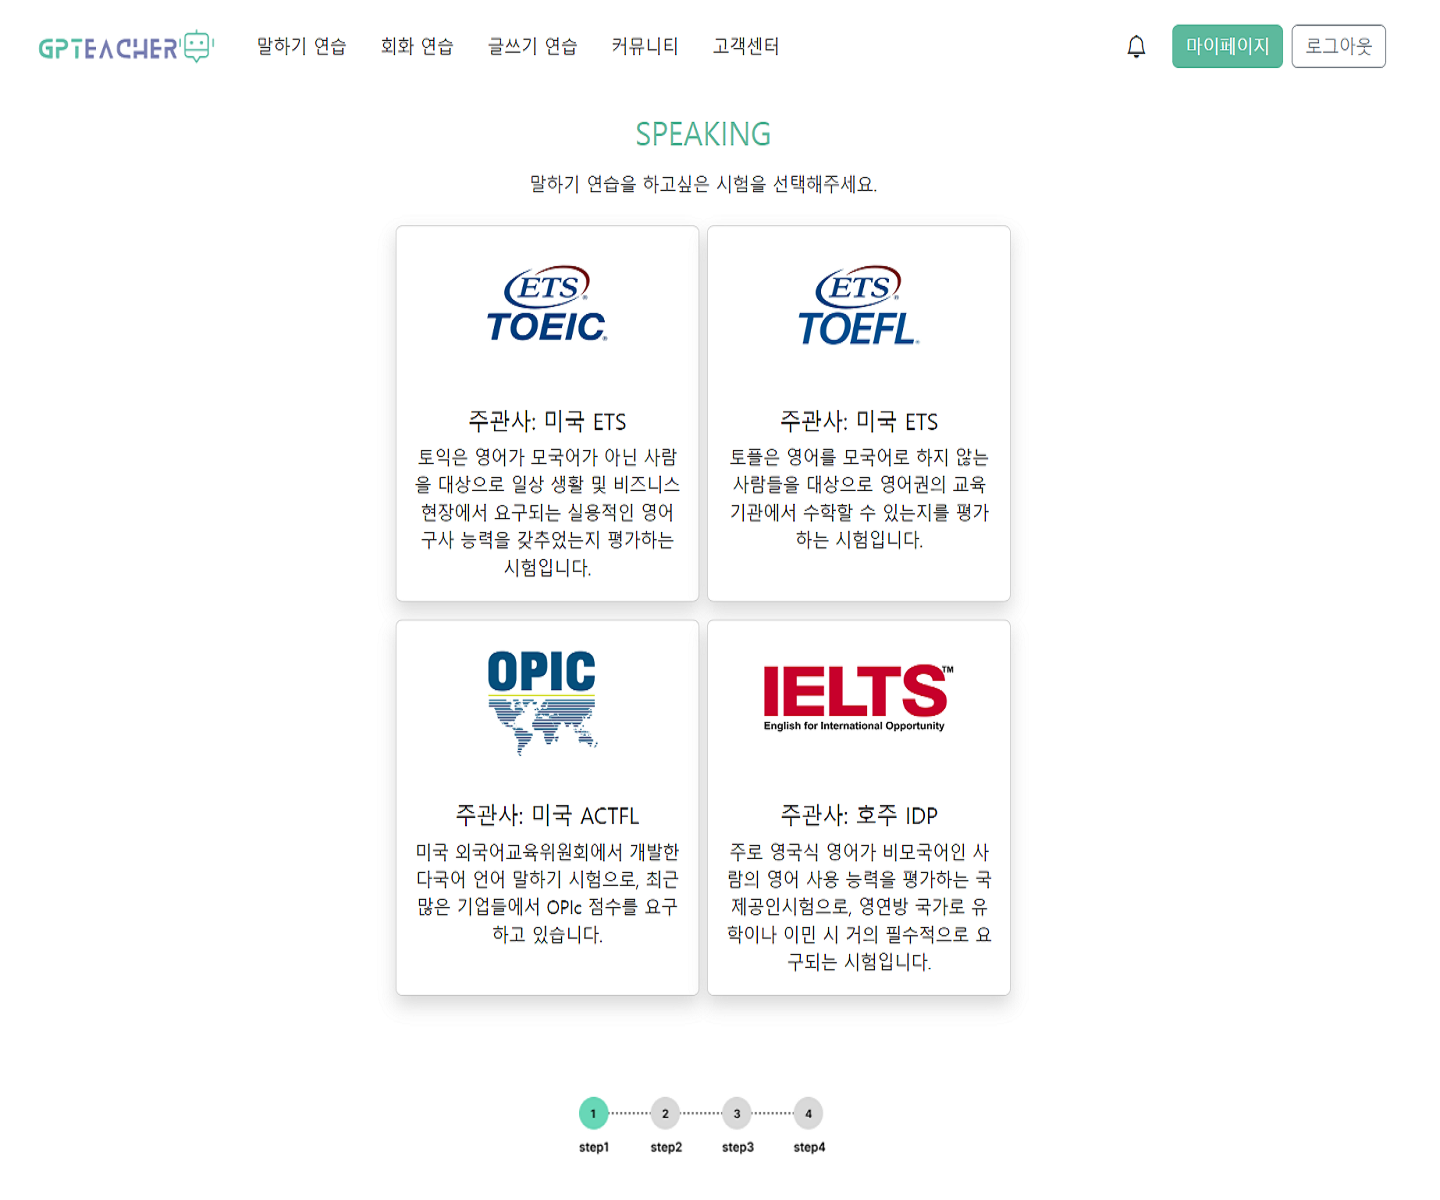 GPTEACHER
말하기 연습 회화 연습 글쓰기 연습 커뮤니티 고객센터 마이페이지 로그아웃
SPEAKING
말하기 연습을 하고싶은 시험을 선택해주세요.
ETS®
TOEIC®
주관사: 미국 ETS
토익은 영어가 모국어가 아닌 사람
을 대상으로 일상 생활 및 비즈니스
현장에서 요구되는 실용적인 영어
구사 능력을 갖추었는지 평가하는
시험입니다.
ETS®
TOEFL®
주관사: 미국 ETS
토플은 영어를 모국어로 하지 않는
사람들을 대상으로 영어권의 교육
기관에서 수학할 수 있는지를 평가
하는 시험입니다.
OPIC
주관사: 미국 ACTFL
미국 외국어교육위원회에서 개발한
다국어 언어 말하기 시험으로, 최근
많은 기업들에서 OPIc 점수를 요구
하고 있습니다.
IELTS™
English for International Opportunity
주관사: 호주 IDP
주로 영국식 영어가 비모국어인 사
람의 영어 사용 능력을 평가하는 국
제공인시험으로, 영연방 국가로 유
학이나 이민 시 거의 필수적으로 요
구되는 시험입니다.
1 2 3 4
step1 step2 step3 step4